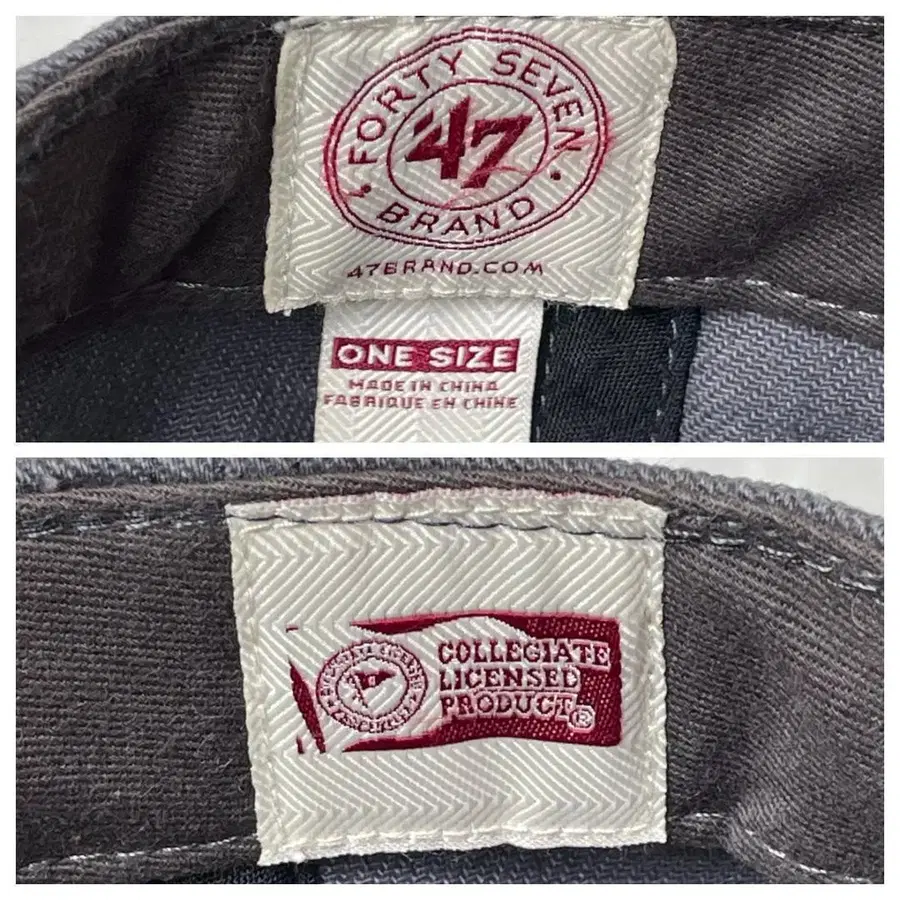 FORTY SEVEN
47
BRAND
47BRAND.COM
ONE SIZE
MADE IN CHINA
FABRIQUE EN CHINE
COLLEGIATE
LICENSED
PRODUCT®